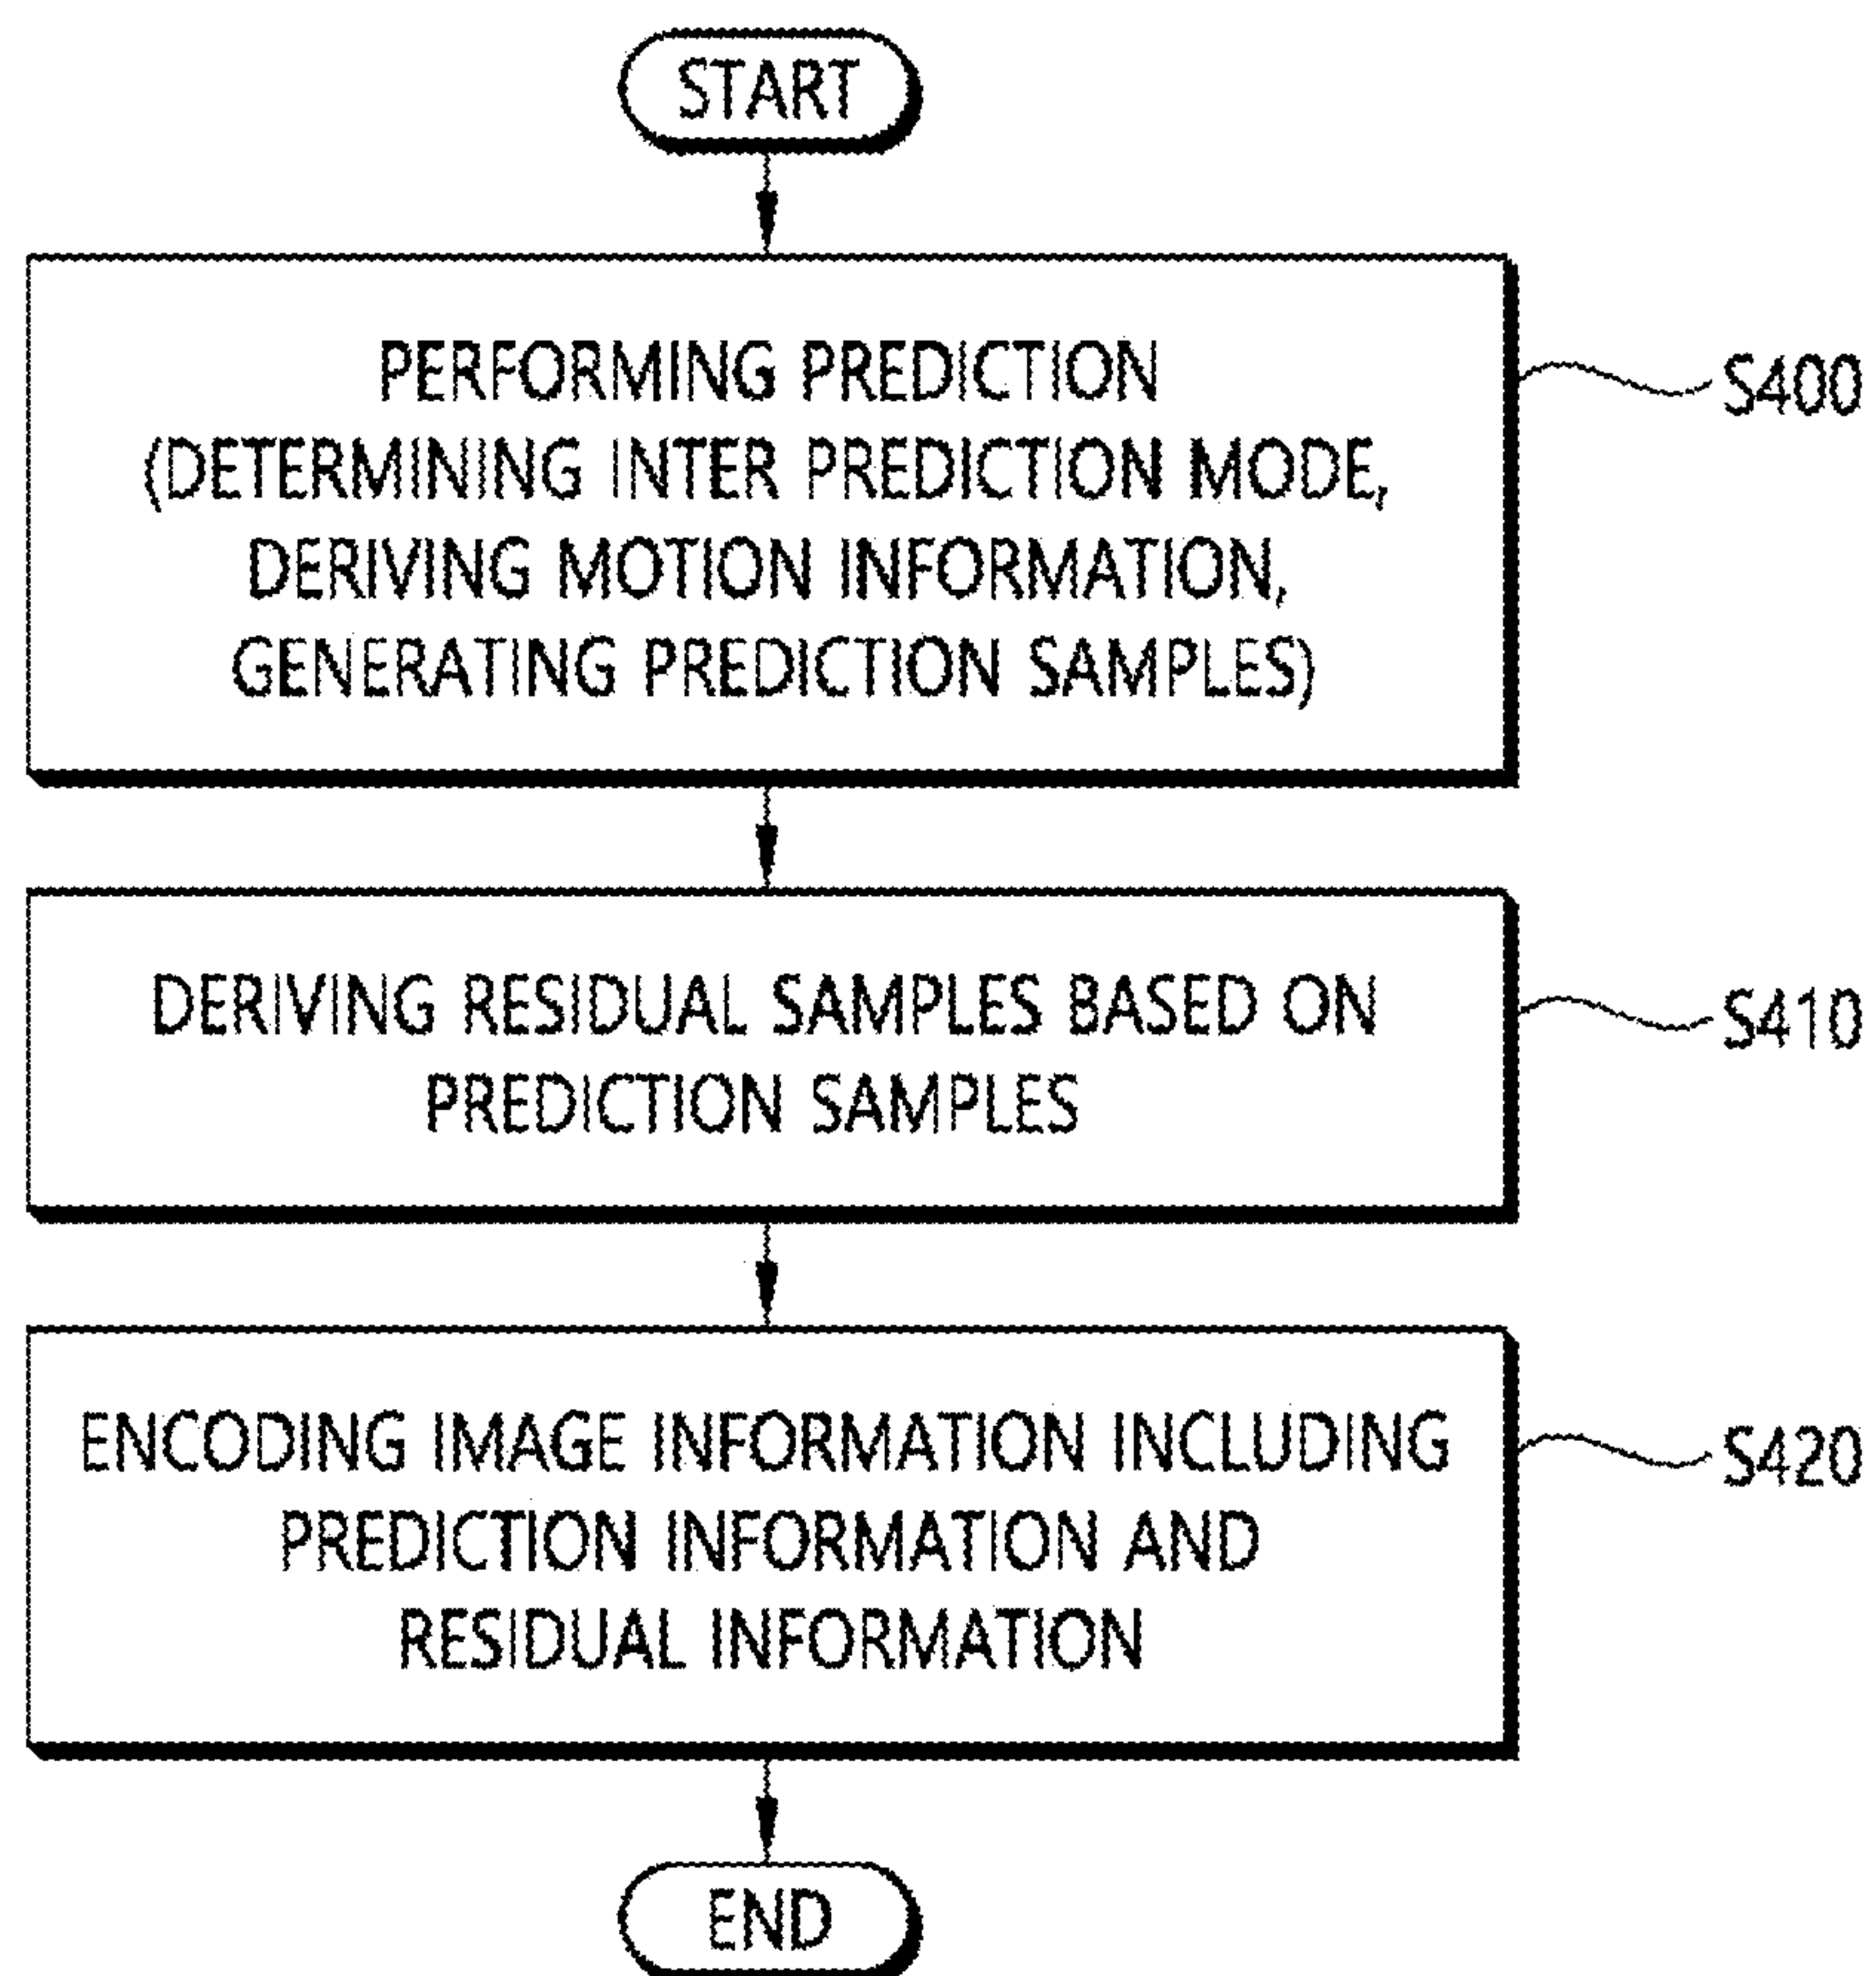 START
PERFORMING PREDICTION
(DETERMINING INTER PREDICTION MODE,
DERIVING MOTION INFORMATION,
GENERATING PREDICTION SAMPLES)
S400
DERIVING RESIDUAL SAMPLES BASED ON
PREDICTION SAMPLES
S410
ENCODING IMAGE INFORMATION INCLUDING
PREDICTION INFORMATION AND
RESIDUAL INFORMATION
S420
END